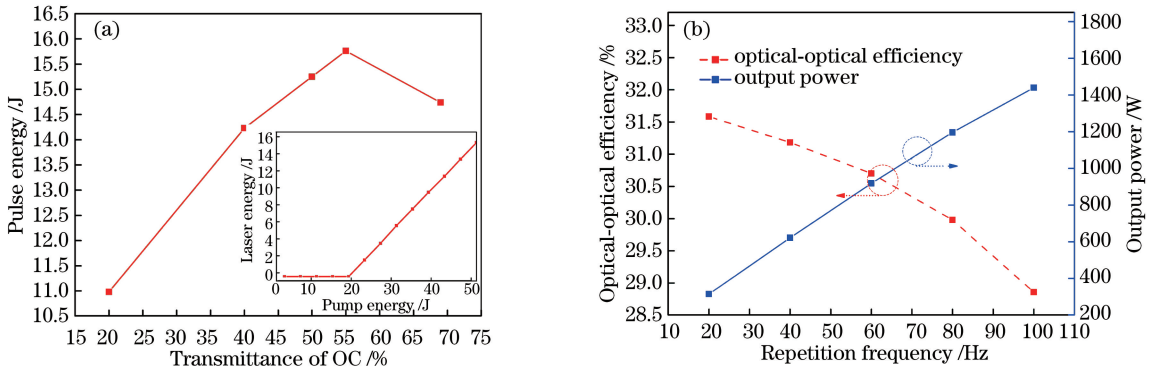 (a)
Pulse energy /J
16.5
16.0
15.5
15.0
14.5
14.0
13.5
13.0
12.5
12.0
11.5
11.0
10.5
15 20 25 30 35 40 45 50 55 60 65 70 75
Transmittance of OC /%
Laser energy /J
16
14
12
10
8
6
4
2
0
0 10 20 30 40 50
Pump energy /J
(b)
optical-optical efficiency
output power
Optical-optical efficiency /%
33.0
32.5
32.0
31.5
31.0
30.5
30.0
29.5
29.0
28.5
10 20 30 40 50 60 70 80 90 100 110
Repetition frequency /Hz
1800
1600
1400
1200
1000
800
600
400
200
Output power /W